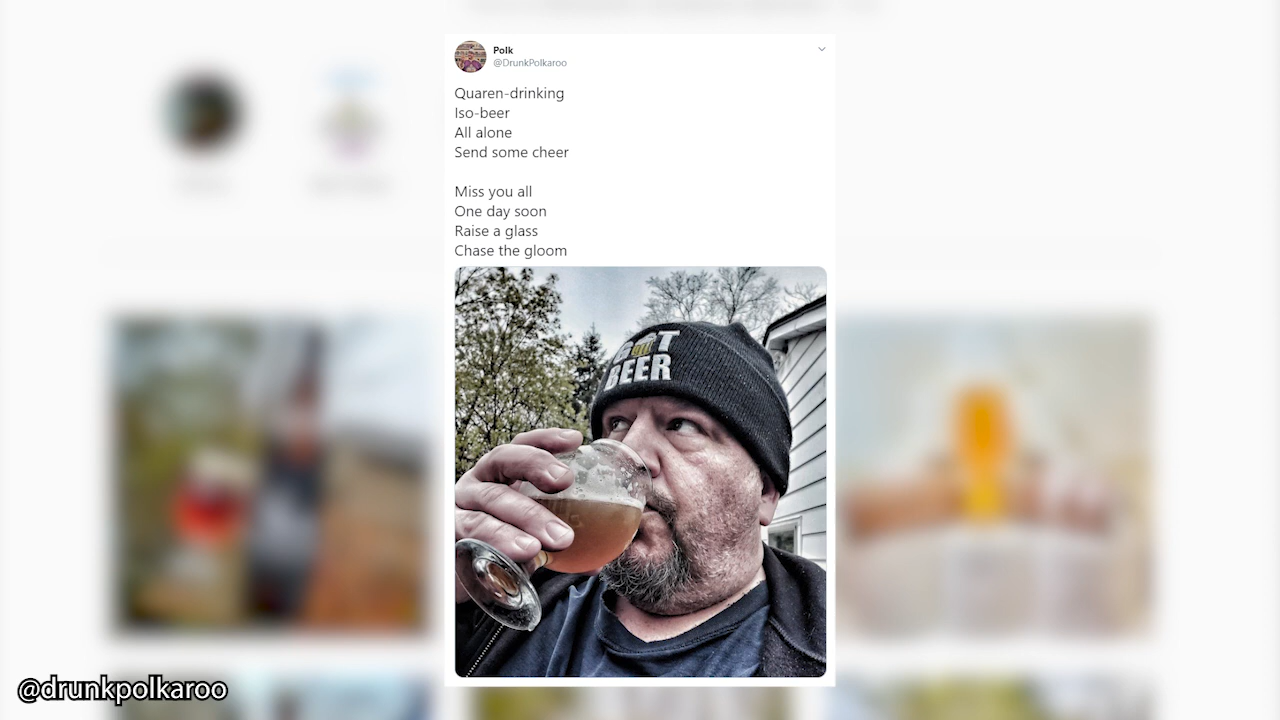 Polk
@DrunkPolkaroo
Quaren-drinking
Iso-beer
All alone
Send some cheer
Miss you all
One day soon
Raise a glass
Chase the gloom
BEER
@drunkpolkaroo